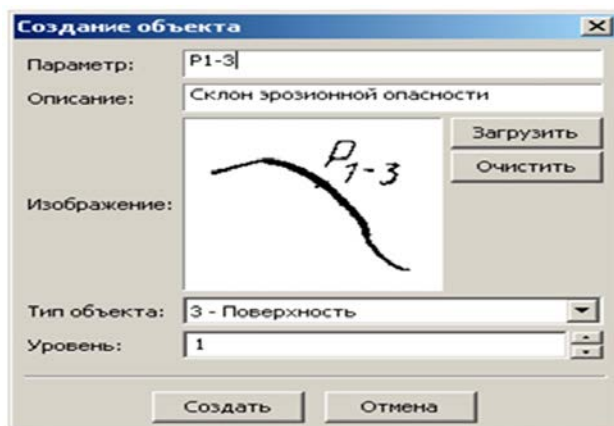 Создание объекта
Параметр: P1-3
Описание: Склон эрозионной опасности
Изображение:
P1-3
Загрузить
Очистить
Тип объекта: 3 - Поверхность
Уровень: 1
Создать Отмена